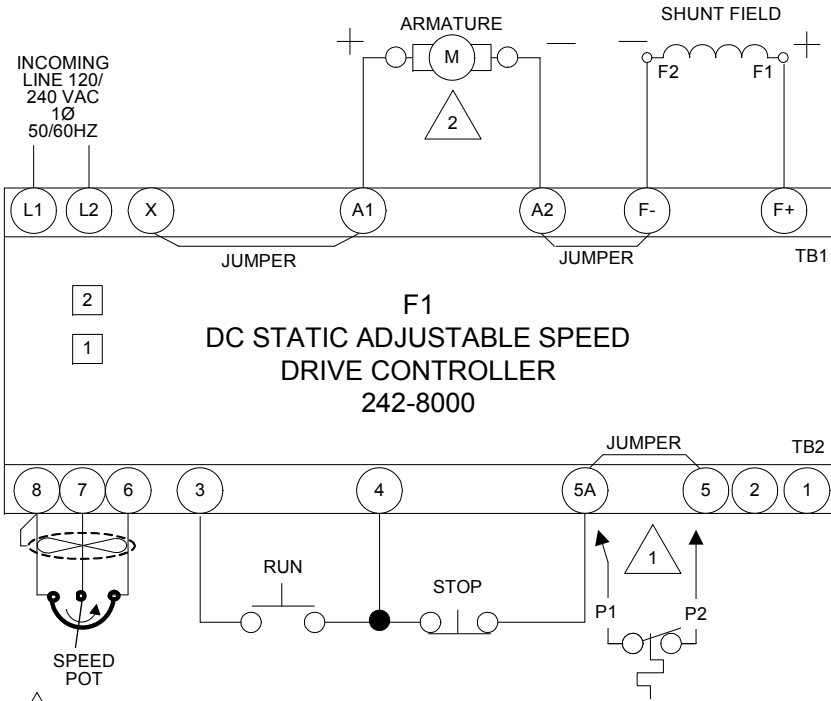 ARMATURE
SHUNT FIELD
INCOMING
LINE 120/
240 VAC
1Ø
50/60HZ
+
M
—
—
+
F2
F1
2
L1
L2
X
A1
A2
F-
F+
JUMPER
JUMPER
TB1
2
1
F1
DC STATIC ADJUSTABLE SPEED
DRIVE CONTROLLER
242-8000
JUMPER
TB2
8
7
6
3
4
5A
5
2
1
1
RUN
STOP
P1
P2
SPEED
POT